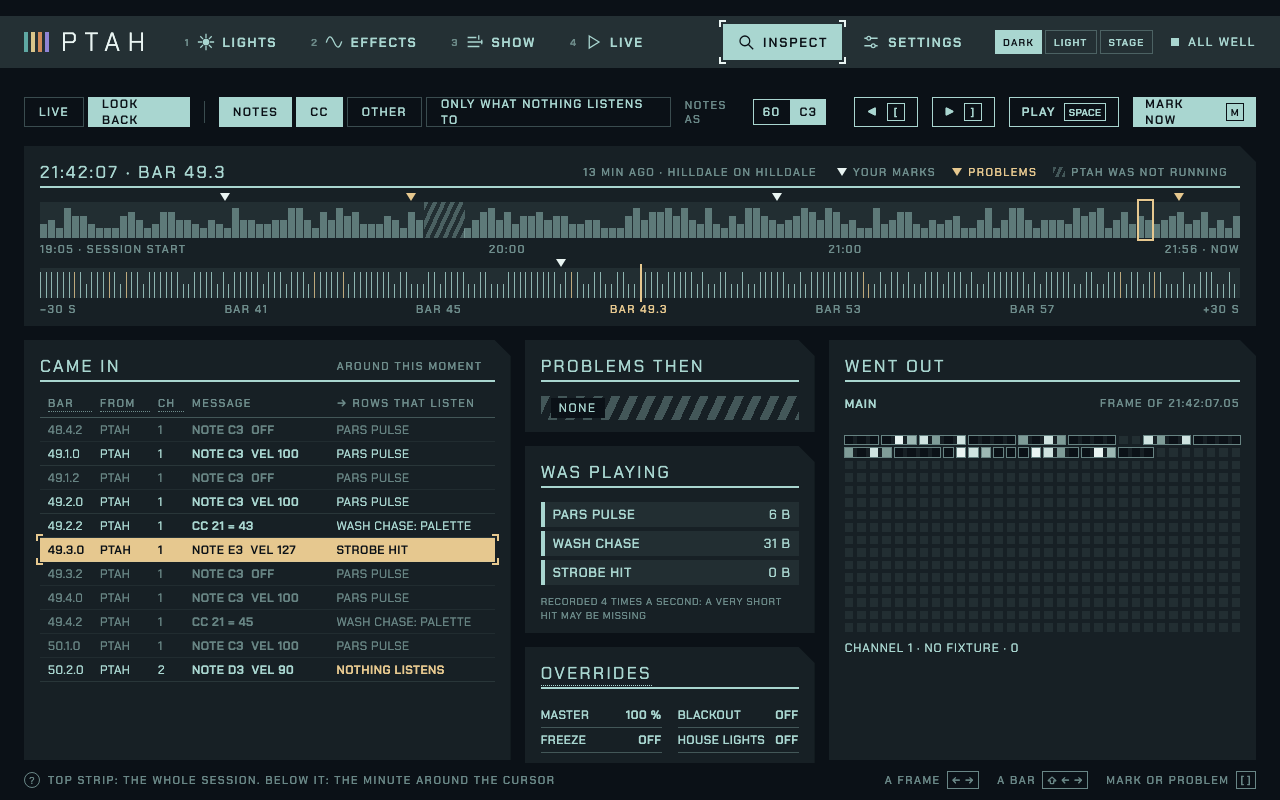 PTAH 1 LIGHTS 2 EFFECTS 3 SHOW 4 LIVE INSPECT SETTINGS DARK LIGHT STAGE ALL WELL
LIVE LOOK BACK NOTES CC OTHER ONLY WHAT NOTHING LISTENS TO NOTES AS 60 C3 [ ] PLAY SPACE MARK NOW M
21:42:07 · BAR 49.3 13 MIN AGO · HILLDALE ON HILLDALE YOUR MARKS PROBLEMS PTAH WAS NOT RUNNING
19:05 · SESSION START 20:00 21:00 21:56 · NOW
−30 S BAR 41 BAR 45 BAR 49.3 BAR 53 BAR 57 +30 S
CAME IN AROUND THIS MOMENT
BAR FROM CH MESSAGE → ROWS THAT LISTEN
48.4.2 PTAH 1 NOTE C3 OFF PARS PULSE
49.1.0 PTAH 1 NOTE C3 VEL 100 PARS PULSE
49.1.2 PTAH 1 NOTE C3 OFF PARS PULSE
49.2.0 PTAH 1 NOTE C3 VEL 100 PARS PULSE
49.2.2 PTAH 1 CC 21 = 43 WASH CHASE: PALETTE
49.3.0 PTAH 1 NOTE E3 VEL 127 STROBE HIT
49.3.2 PTAH 1 NOTE C3 OFF PARS PULSE
49.4.0 PTAH 1 NOTE C3 VEL 100 PARS PULSE
49.4.2 PTAH 1 CC 21 = 45 WASH CHASE: PALETTE
50.1.0 PTAH 1 NOTE C3 VEL 100 PARS PULSE
50.2.0 PTAH 2 NOTE D3 VEL 90 NOTHING LISTENS
PROBLEMS THEN
NONE
WAS PLAYING
PARS PULSE 6 B
WASH CHASE 31 B
STROBE HIT 0 B
RECORDED 4 TIMES A SECOND: A VERY SHORT
HIT MAY BE MISSING
OVERRIDES
MASTER 100 % BLACKOUT OFF
FREEZE OFF HOUSE LIGHTS OFF
WENT OUT
MAIN FRAME OF 21:42:07.05
CHANNEL 1 · NO FIXTURE · 0
? TOP STRIP: THE WHOLE SESSION. BELOW IT: THE MINUTE AROUND THE CURSOR A FRAME ←→ A BAR ⇧←→ MARK OR PROBLEM [ ]